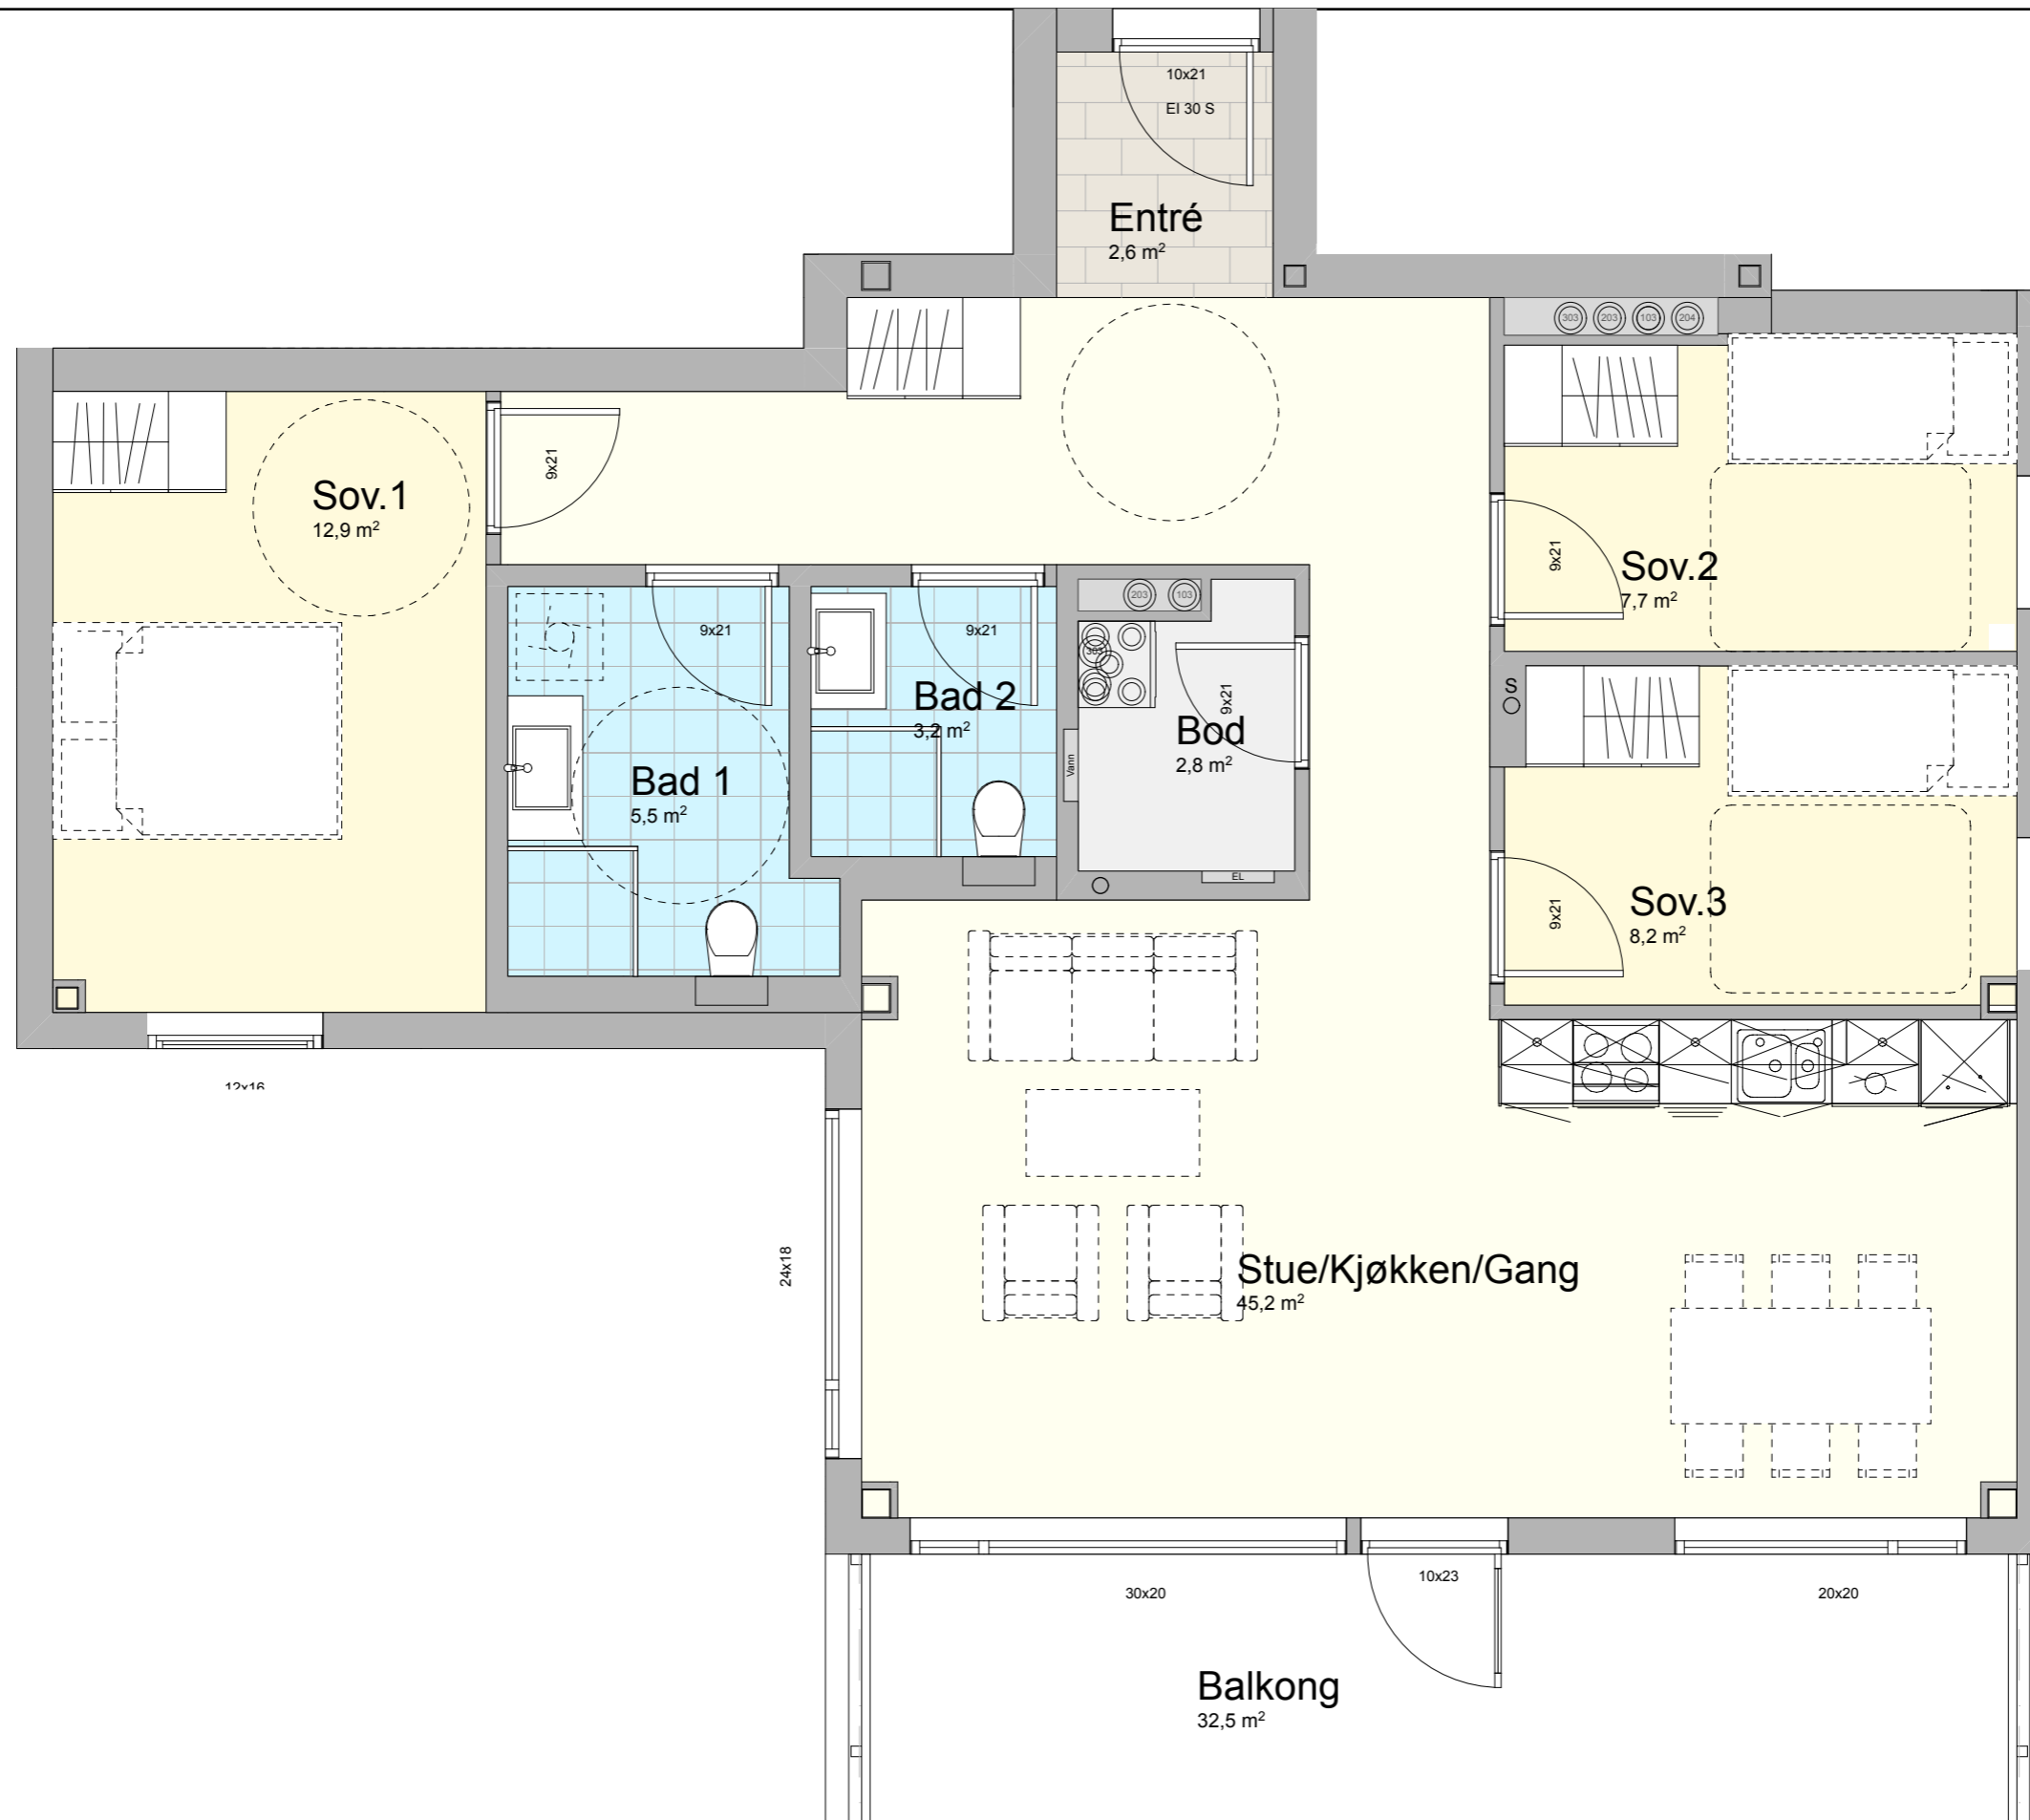 10x21
EI 30 S
Entré
2,6 m²
303 203 103 204
9x21
Sov.1
12,9 m²
9x21
Sov.2
7,7 m²
203 103
9x21
9x21
303
Bad 2
3,2 m²
9x21
Bod
2,8 m²
Vann
S
Bad 1
5,5 m²
EL
9x21
Sov.3
8,2 m²
12x16
24x18
Stue/Kjøkken/Gang
45,2 m²
30x20
10x23
20x20
Balkong
32,5 m²